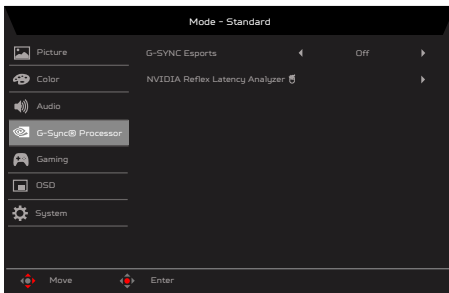 Mode - Standard
Picture
G-SYNC Esports Off
Color
NVIDIA Reflex Latency Analyzer
Audio
G-Sync® Processor
Gaming
OSD
System
Move Enter